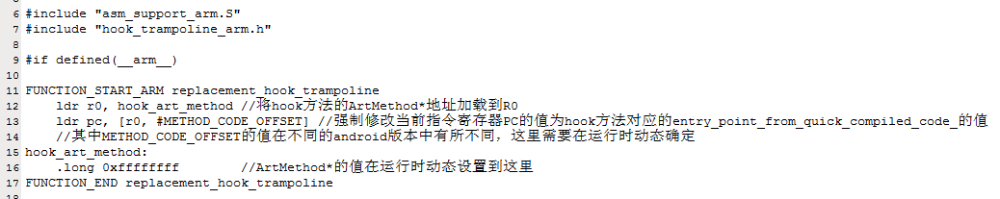 6 #include "asm_support_arm.S"
7 #include "hook_trampoline_arm.h"
8
9 #if defined(__arm__)
10
11 FUNCTION_START_ARM replacement_hook_trampoline
12     ldr r0, hook_art_method //将hook方法的ArtMethod*地址加载到R0
13     ldr pc, [r0, #METHOD_CODE_OFFSET] //强制修改当前指令寄存器PC的值为hook方法对应的entry_point_from_quick_compiled_code_的值
14     //其中METHOD_CODE_OFFSET的值在不同的android版本中有所不同，这里需要在运行时动态确定
15 hook_art_method:
16     .long 0xffffffff        //ArtMethod*的值在运行时动态设置到这里
17 FUNCTION_END replacement_hook_trampoline